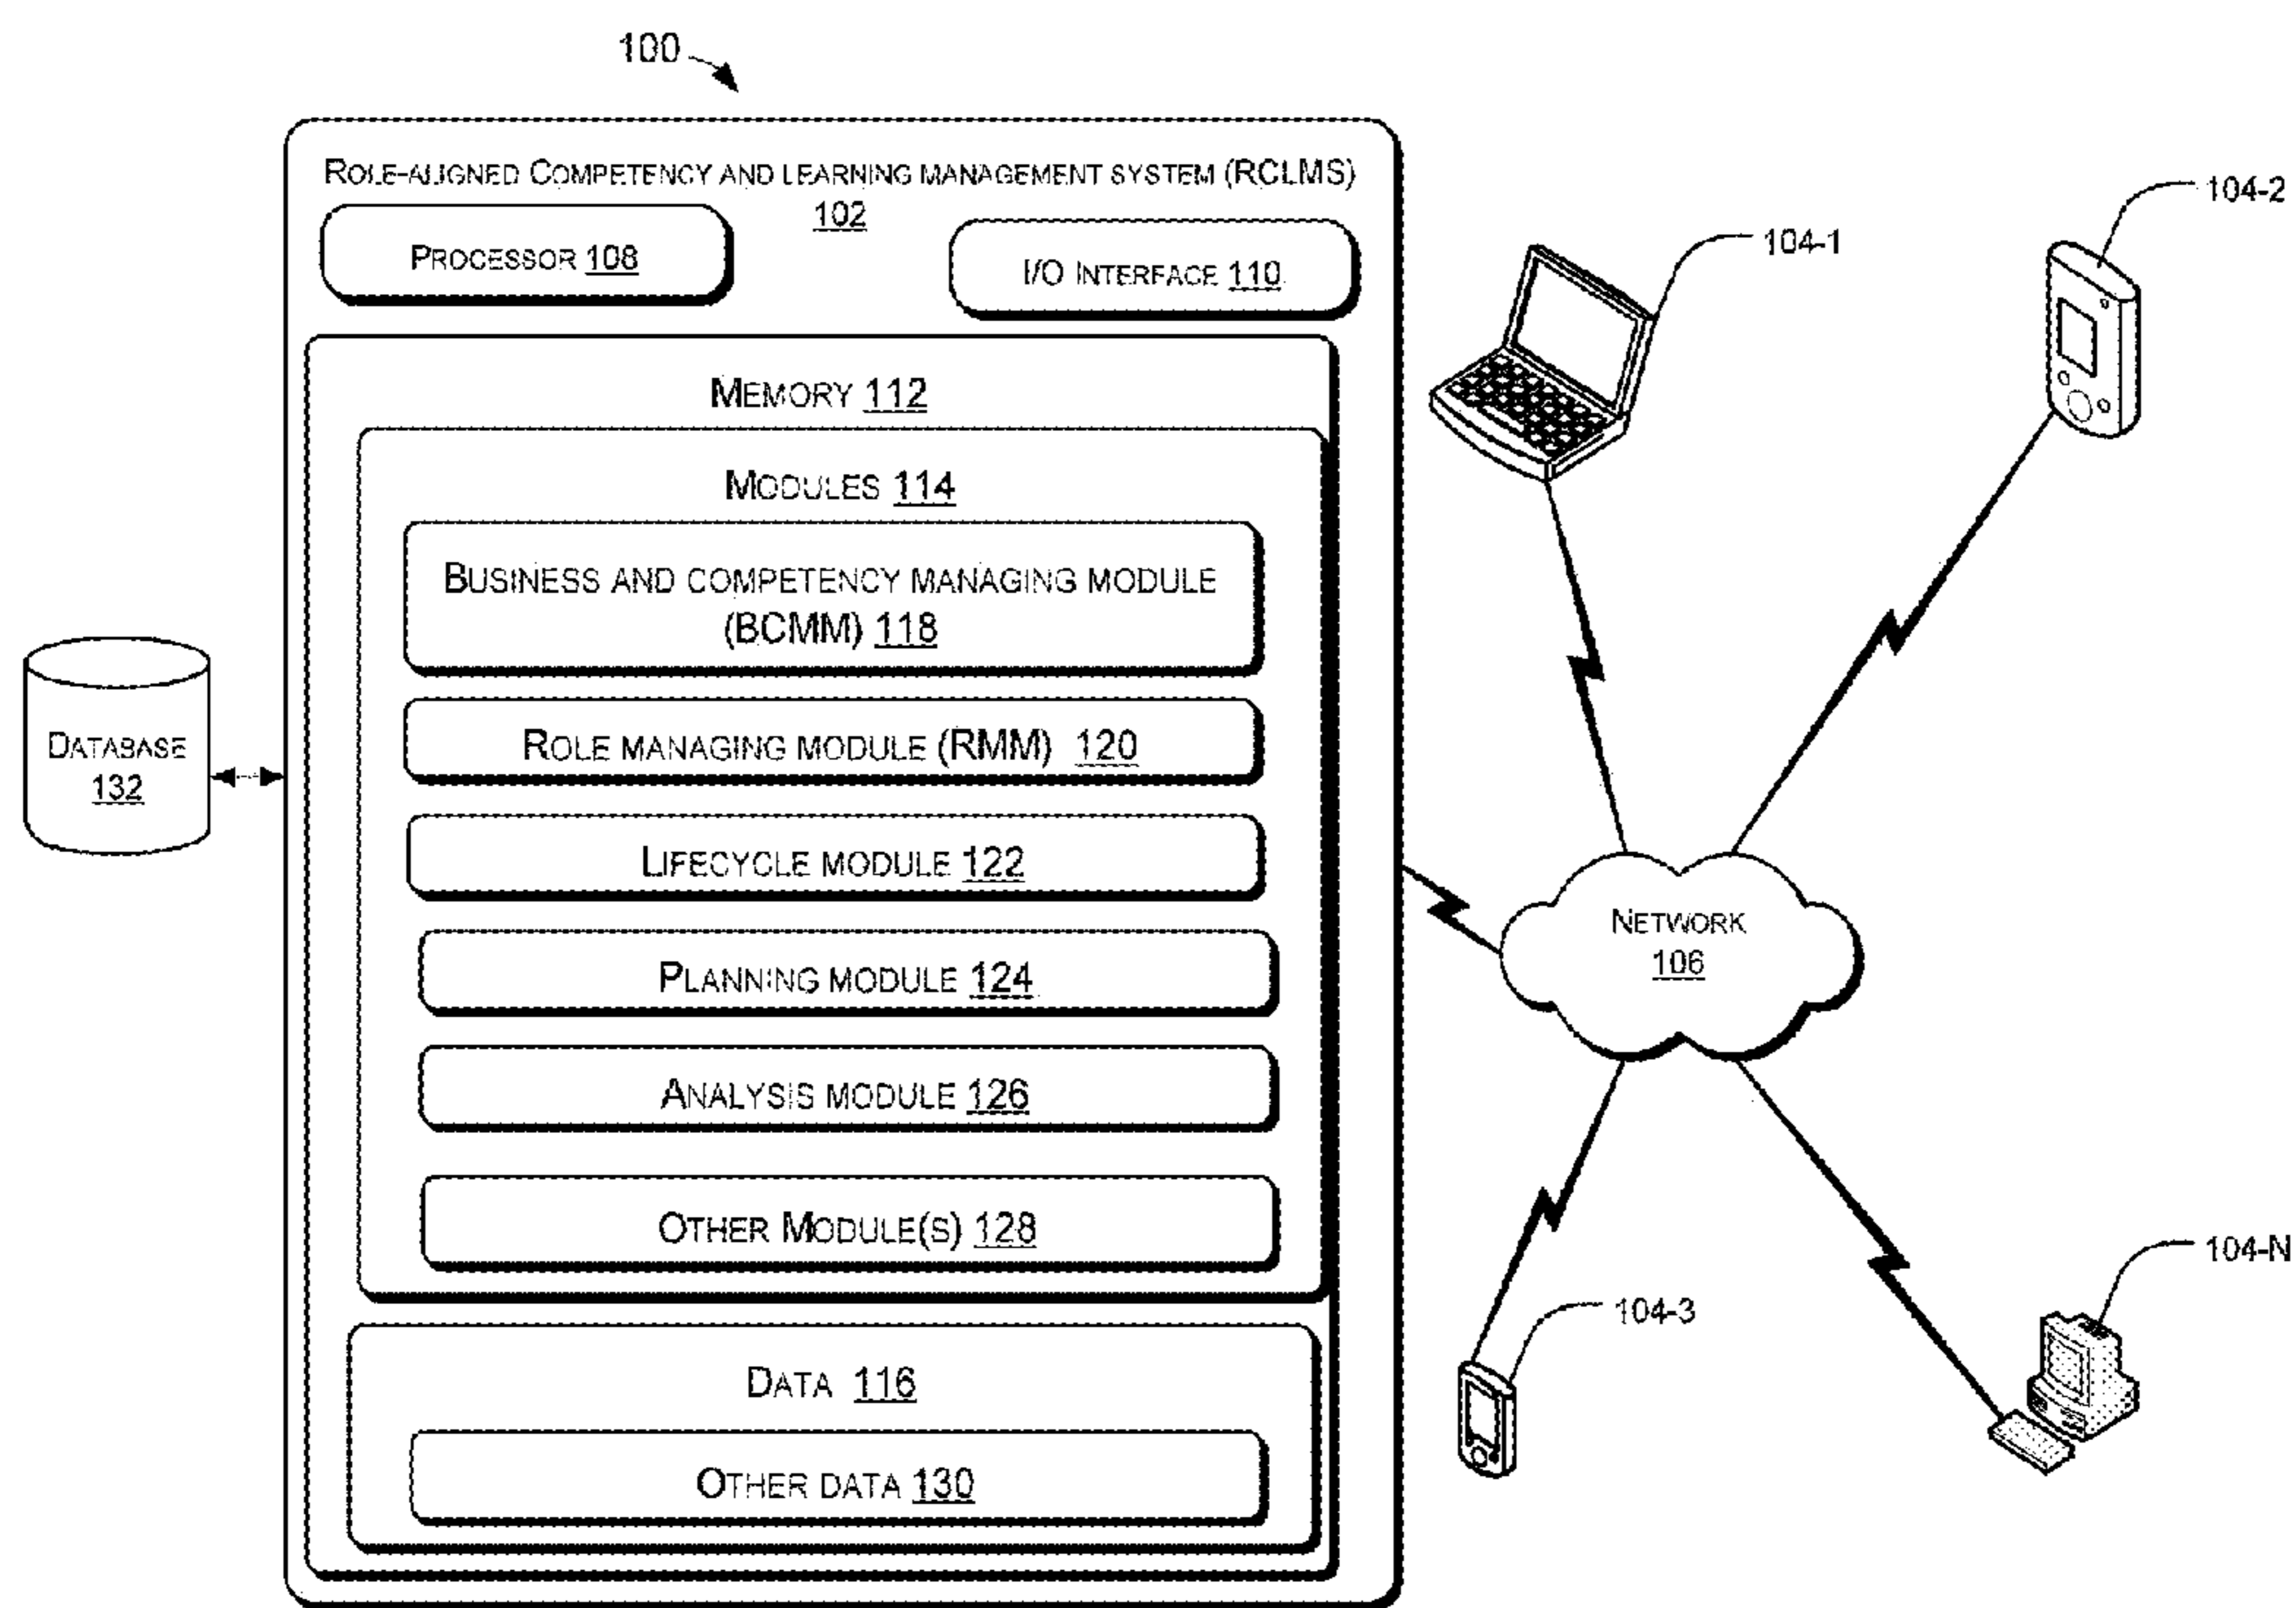 100
ROLE-ALIGNED COMPETENCY AND LEARNING MANAGEMENT SYSTEM (RCLMS)
102
PROCESSOR 108
I/O INTERFACE 110
MEMORY 112
MODULES 114
BUSINESS AND COMPETENCY MANAGING MODULE
(BCMM) 118
ROLE MANAGING MODULE (RMM) 120
LIFECYCLE MODULE 122
PLANNING MODULE 124
ANALYSIS MODULE 126
OTHER MODULE(S) 128
DATA 116
OTHER DATA 130
DATABASE
132
104-1
104-2
NETWORK
106
104-3
104-N